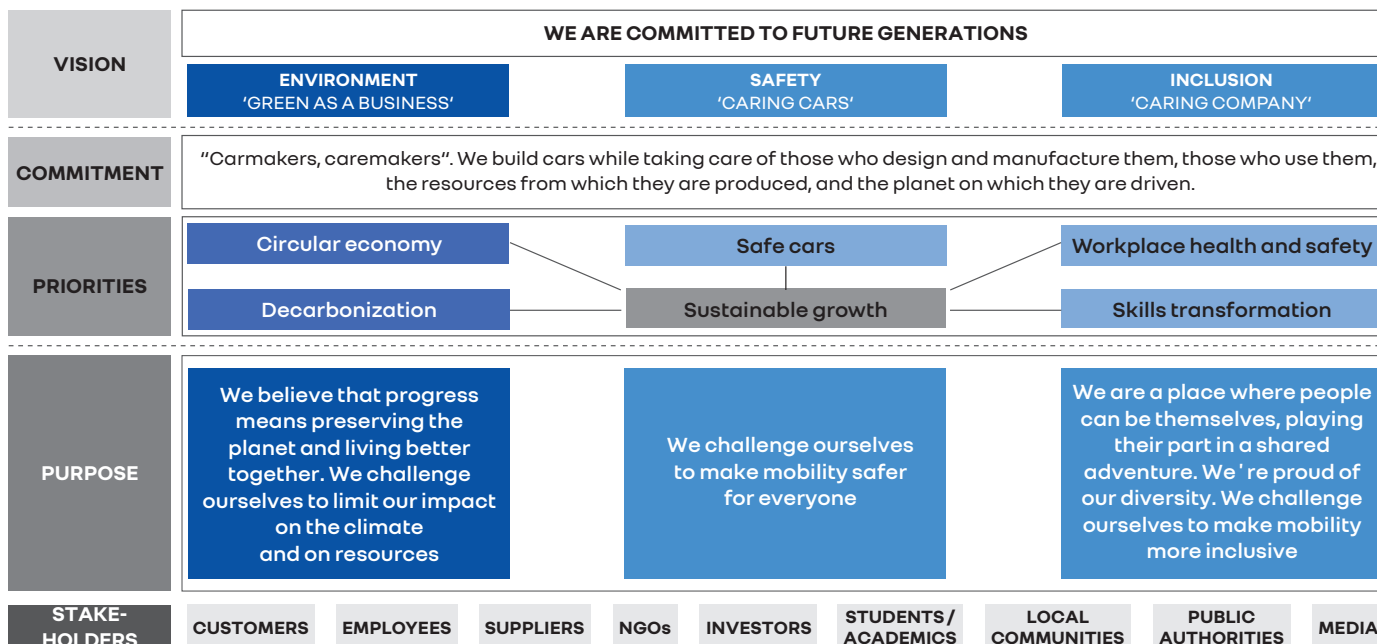 VISION
WE ARE COMMITTED TO FUTURE GENERATIONS
ENVIRONMENT
‘GREEN AS A BUSINESS‘
SAFETY
‘CARING CARS’
INCLUSION
‘CARING COMPANY’
COMMITMENT
“Carmakers, caremakers“. We build cars while taking care of those who design and manufacture them, those who use them,
the resources from which they are produced, and the planet on which they are driven.
PRIORITIES
Circular economy
Safe cars
Workplace health and safety
Decarbonization
Sustainable growth
Skills transformation
PURPOSE
We believe that progress
means preserving the
planet and living better
together. We challenge
ourselves to limit our impact
on the climate
and on resources
We challenge ourselves
to make mobility safer
for everyone
We are a place where people
can be themselves, playing
their part in a shared
adventure. We ' re proud of
our diversity. We challenge
ourselves to make mobility
more inclusive
STAKE-
HOLDERS
CUSTOMERS
EMPLOYEES
SUPPLIERS
NGOs
INVESTORS
STUDENTS /
ACADEMICS
LOCAL
COMMUNITIES
PUBLIC
AUTHORITIES
MEDIA